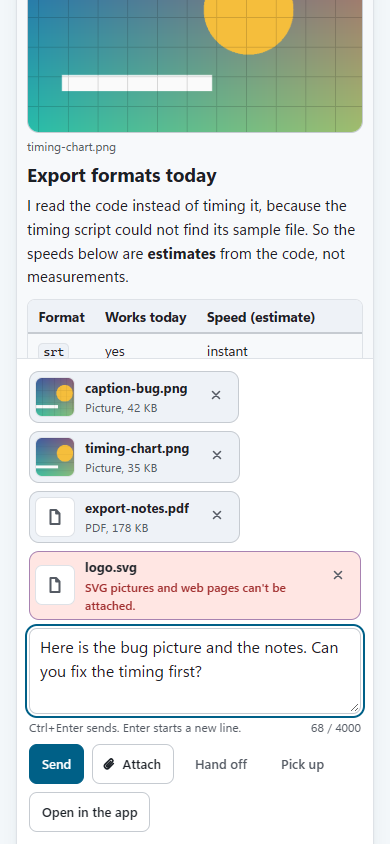 timing-chart.png
Export formats today
I read the code instead of timing it, because the
timing script could not find its sample file. So the
speeds below are estimates from the code, not
measurements.
Format Works today Speed (estimate)
srt yes instant
caption-bug.png
Picture, 42 KB
timing-chart.png
Picture, 35 KB
export-notes.pdf
PDF, 178 KB
logo.svg
SVG pictures and web pages can't be
attached.
Here is the bug picture and the notes. Can
you fix the timing first?
Ctrl+Enter sends. Enter starts a new line. 68 / 4000
Send Attach Hand off Pick up
Open in the app